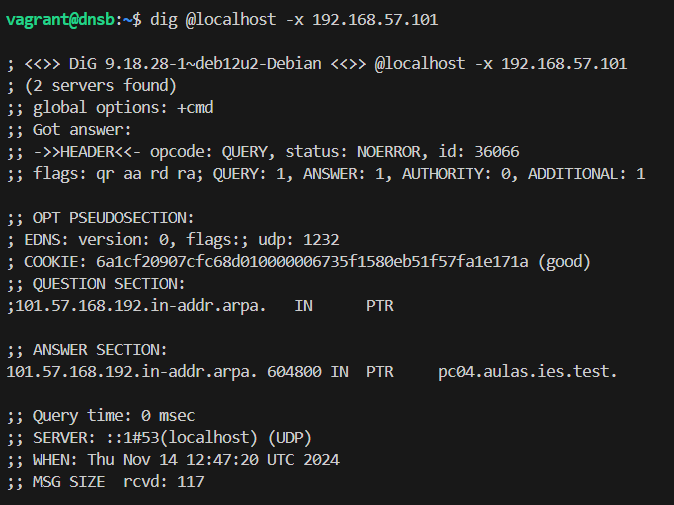 vagrant@dnsb:~$ dig @localhost -x 192.168.57.101
; <<>> DiG 9.18.28-1~deb12u2-Debian <<>> @localhost -x 192.168.57.101
; (2 servers found)
;; global options: +cmd
;; Got answer:
;; ->>HEADER<<- opcode: QUERY, status: NOERROR, id: 36066
;; flags: qr aa rd ra; QUERY: 1, ANSWER: 1, AUTHORITY: 0, ADDITIONAL: 1
;; OPT PSEUDOSECTION:
; EDNS: version: 0, flags:; udp: 1232
; COOKIE: 6a1cf20907cfc68d010000006735f1580eb51f57fa1e171a (good)
;; QUESTION SECTION:
;101.57.168.192.in-addr.arpa. IN PTR
;; ANSWER SECTION:
101.57.168.192.in-addr.arpa. 604800 IN PTR pc04.aulas.ies.test.
;; Query time: 0 msec
;; SERVER: ::1#53(localhost) (UDP)
;; WHEN: Thu Nov 14 12:47:20 UTC 2024
;; MSG SIZE rcvd: 117